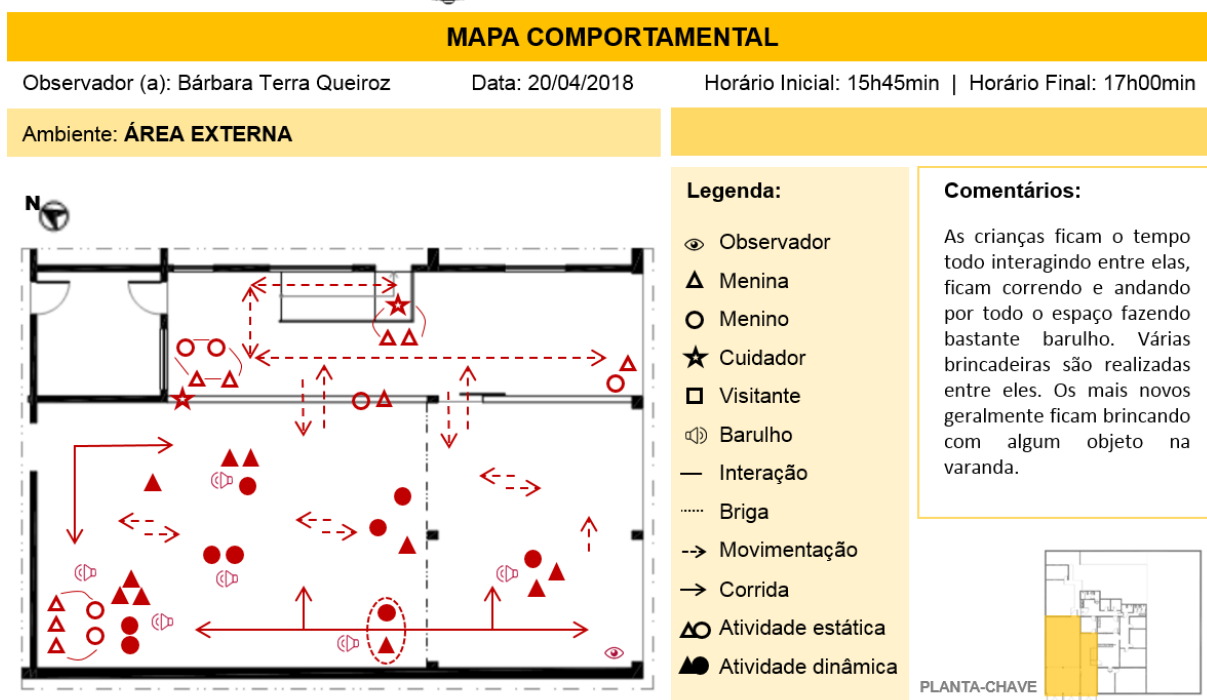 MAPA COMPORTAMENTAL
Observador (a): Bárbara Terra Queiroz Data: 20/04/2018 Horário Inicial: 15h45min | Horário Final: 17h00min
Ambiente: ÁREA EXTERNA
N
Legenda:
Observador
Menina
Menino
Cuidador
Visitante
Barulho
Interação
Briga
Movimentação
Corrida
Atividade estática
Atividade dinâmica
Comentários:
As crianças ficam o tempo
todo interagindo entre elas,
ficam correndo e andando
por todo o espaço fazendo
bastante barulho. Várias
brincadeiras são realizadas
entre eles. Os mais novos
geralmente ficam brincando
com algum objeto na
varanda.
PLANTA-CHAVE